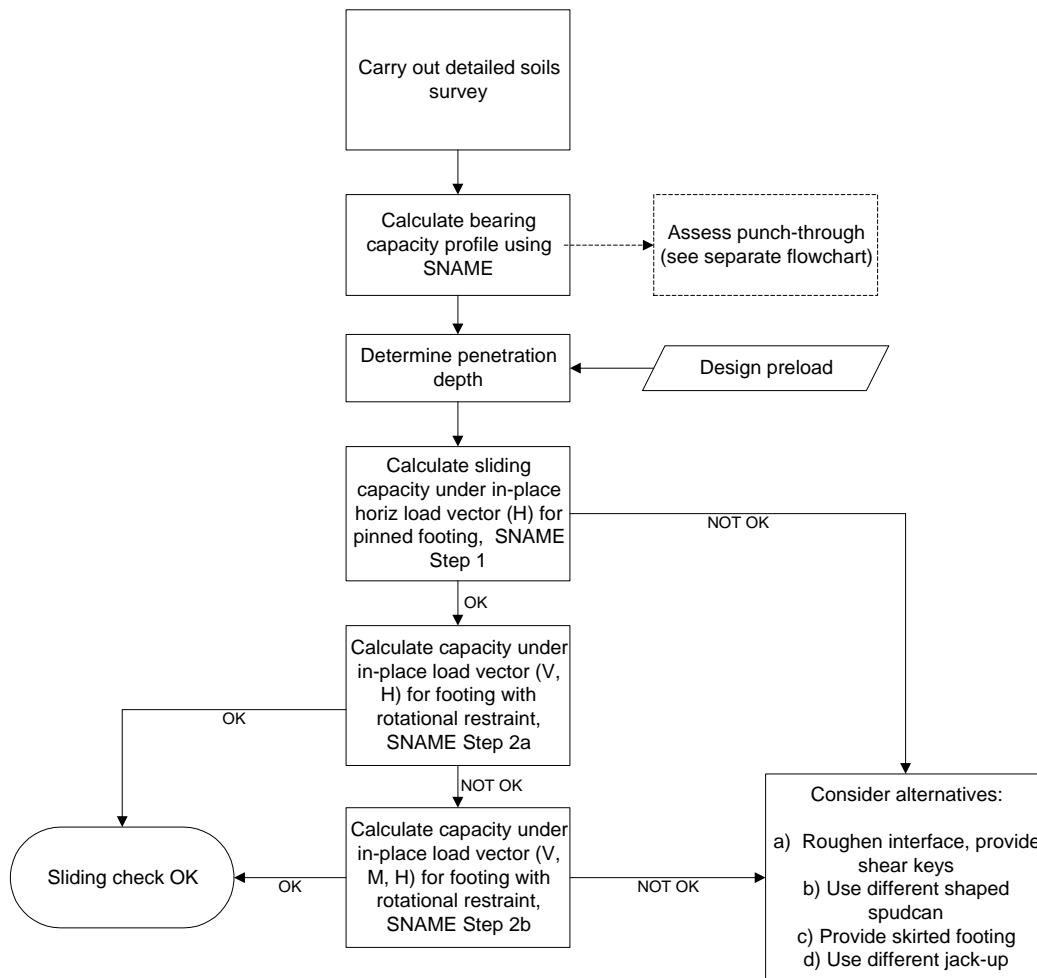 Carry out detailed soils
survey
Calculate bearing
capacity profile using
SNAME
Assess punch-through
(see separate flowchart)
Determine penetration
depth
Design preload
Calculate sliding
capacity under in-place
horiz load vector (H) for
pinned footing, SNAME
Step 1
NOT OK
OK
Calculate capacity under
in-place load vector (V,
H) for footing with
rotational restraint,
SNAME Step 2a
OK
NOT OK
Calculate capacity under
in-place load vector (V,
M, H) for footing with
rotational restraint,
SNAME Step 2b
OK
NOT OK
Sliding check OK
Consider alternatives:
a) Roughen interface, provide
shear keys
b) Use different shaped
spudcan
c) Provide skirted footing
d) Use different jack-up